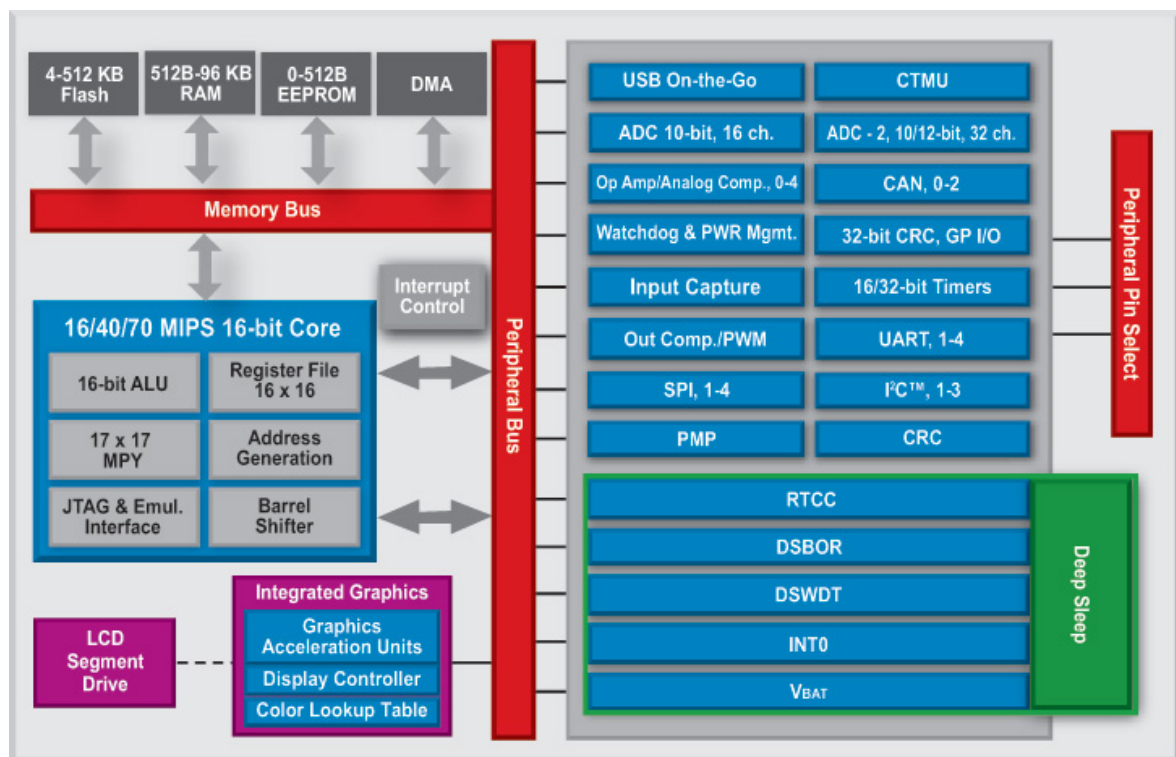 4-512 KB
Flash
512B-96 KB
RAM
0-512B
EEPROM
DMA
Memory Bus
Interrupt
Control
16/40/70 MIPS 16-bit Core
16-bit ALU
Register File
16 x 16
17 x 17
MPY
Address
Generation
JTAG & Emul.
Interface
Barrel
Shifter
LCD
Segment
Drive
Integrated Graphics
Graphics
Acceleration Units
Display Controller
Color Lookup Table
Peripheral Bus
USB On-the-Go
CTMU
ADC 10-bit, 16 ch.
ADC - 2, 10/12-bit, 32 ch.
Op Amp/Analog Comp., 0-4
CAN, 0-2
Watchdog & PWR Mgmt.
32-bit CRC, GP I/O
Input Capture
16/32-bit Timers
Out Comp./PWM
UART, 1-4
SPI, 1-4
I²C™, 1-3
PMP
CRC
RTCC
DSBOR
DSWDT
INT0
VBAT
Deep Sleep
Peripheral Pin Select